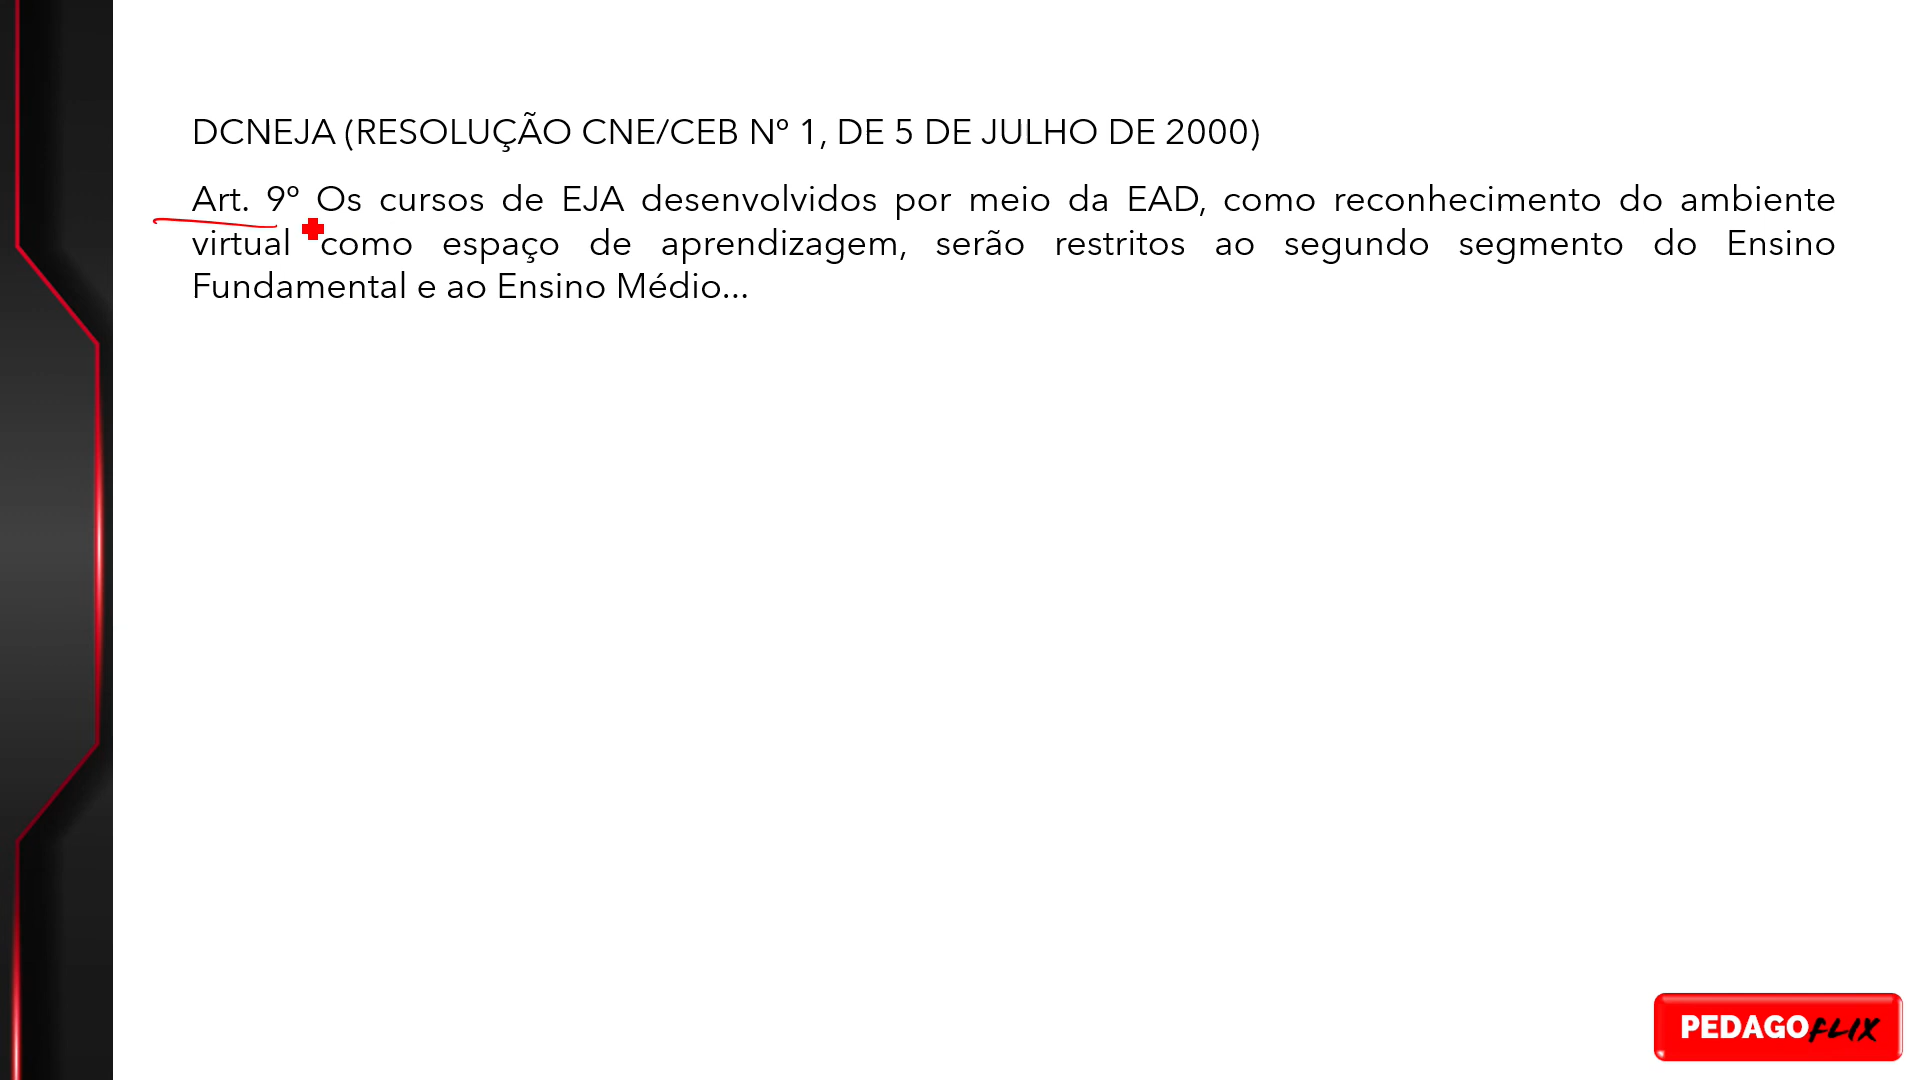 DCNEJA (RESOLUÇÃO CNE/CEB Nº 1, DE 5 DE JULHO DE 2000)
Art. 9º Os cursos de EJA desenvolvidos por meio da EAD, como reconhecimento do ambiente
virtual como espaço de aprendizagem, serão restritos ao segundo segmento do Ensino
Fundamental e ao Ensino Médio...
PEDAGOFLIX